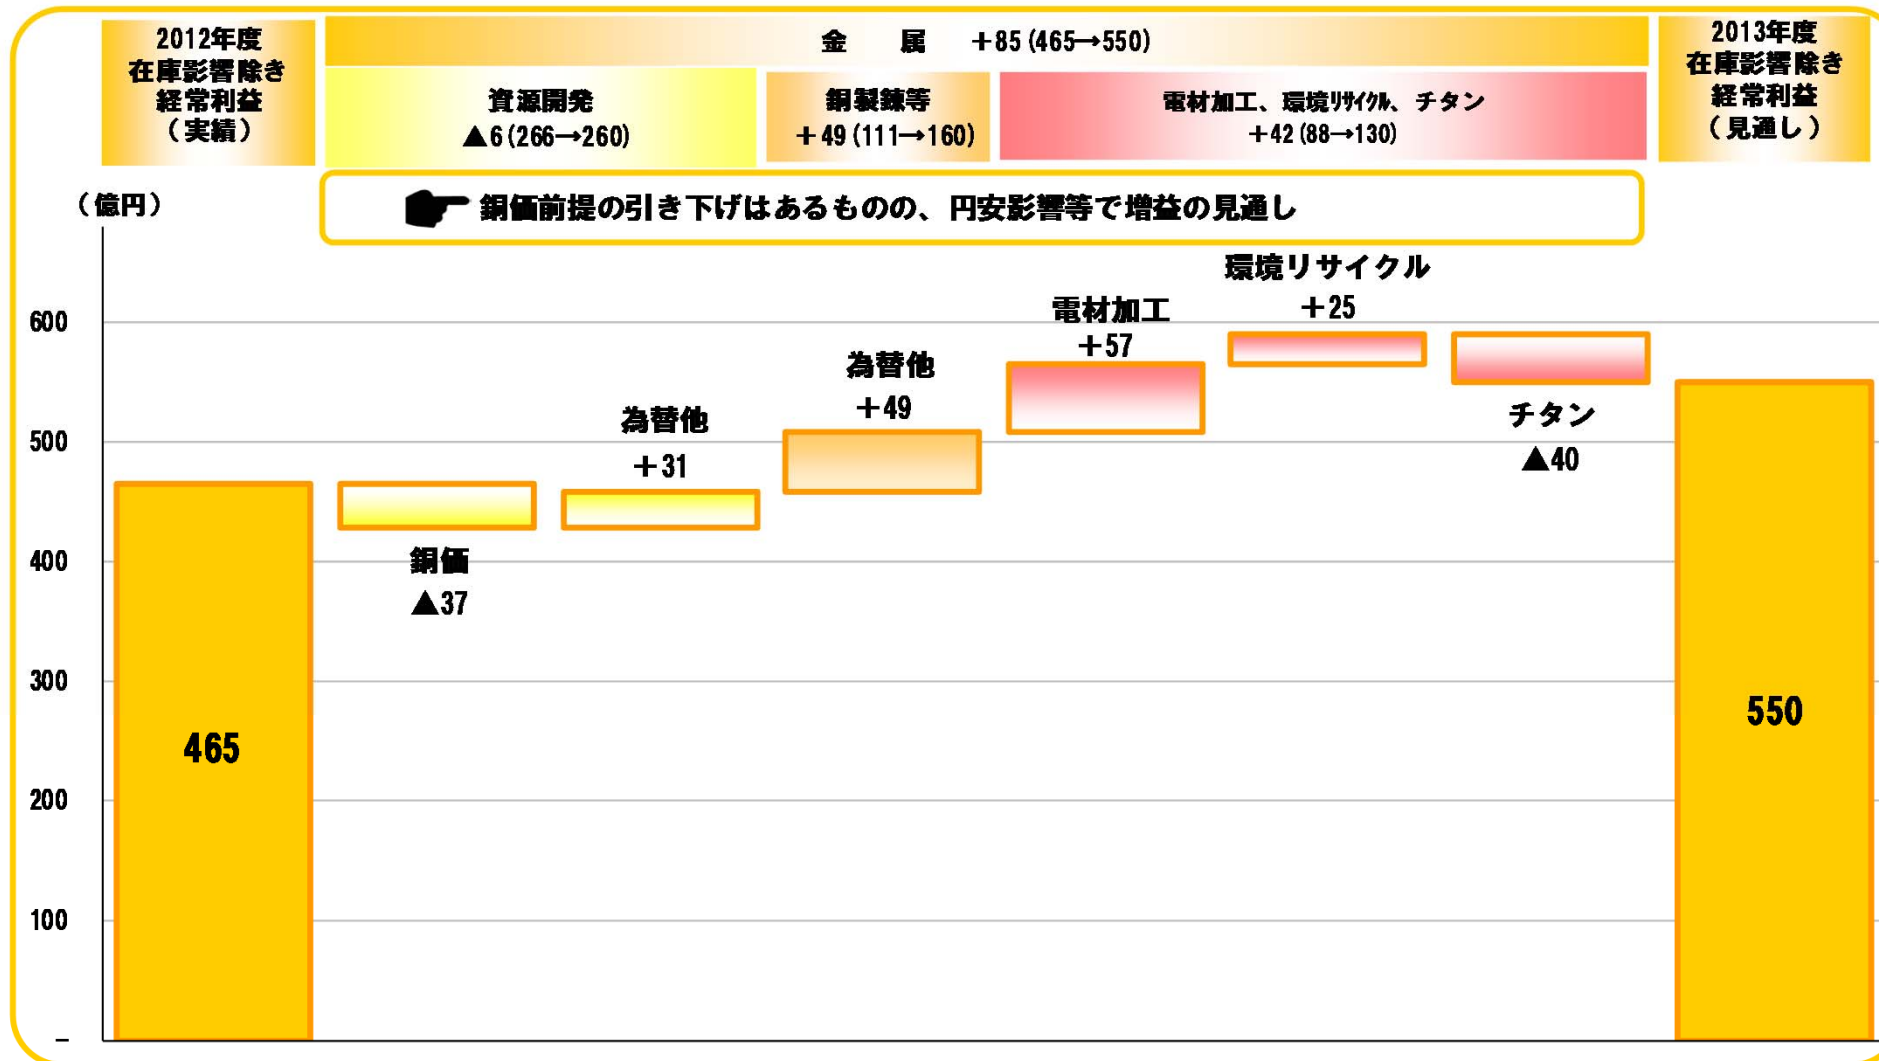 2012年度
在庫影響除き
経常利益
（実績）
金　属　＋85(465→550)
資源開発
▲6(266→260)
銅製錬等
＋49(111→160)
電材加工、環境ﾘｻｲｸﾙ、チタン
＋42(88→130)
2013年度
在庫影響除き
経常利益
（見通し）
（億円）
銅価前提の引き下げはあるものの、円安影響等で増益の見通し
600
500
400
300
200
100
－
465
銅価
▲37
為替他
＋31
為替他
＋49
電材加工
＋57
環境リサイクル
＋25
チタン
▲40
550